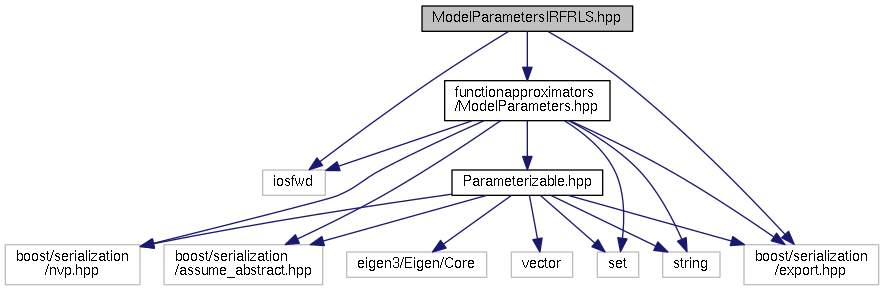 ModelParametersIRFRLS.hpp
functionapproximators
/ModelParameters.hpp
iosfwd
Parameterizable.hpp
boost/serialization
/nvp.hpp
boost/serialization
/assume_abstract.hpp
eigen3/Eigen/Core
vector
set
string
boost/serialization
/export.hpp